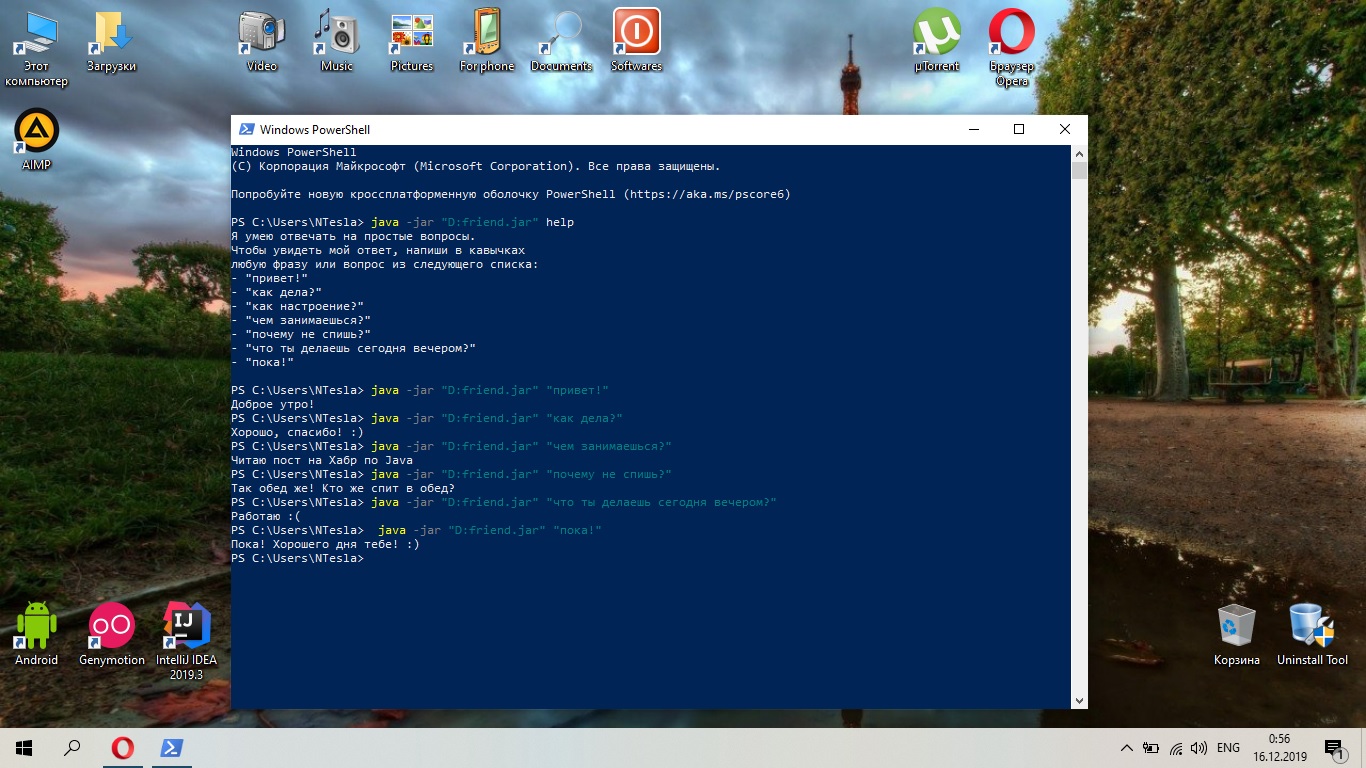 Этот
компьютер
Загрузки
Video
Music
Pictures
For phone
Documents
Softwares
µTorrent
Браузер
Opera
AIMP
Windows PowerShell
Windows PowerShell
(C) Корпорация Майкрософт (Microsoft Corporation). Все права защищены.
Попробуйте новую кроссплатформенную оболочку PowerShell (https://aka.ms/pscore6)
PS C:\Users\NTesla> java -jar "D:friend.jar" help
Я умею отвечать на простые вопросы.
Чтобы увидеть мой ответ, напиши в кавычках
любую фразу или вопрос из следующего списка:
- "привет!"
- "как дела?"
- "как настроение?"
- "чем занимаешься?"
- "почему не спишь?"
- "что ты делаешь сегодня вечером?"
- "пока!"
PS C:\Users\NTesla> java -jar "D:friend.jar" "привет!"
Доброе утро!
PS C:\Users\NTesla> java -jar "D:friend.jar" "как дела?"
Хорошо, спасибо! :)
PS C:\Users\NTesla> java -jar "D:friend.jar" "чем занимаешься?"
Читаю пост на Хабр по Java
PS C:\Users\NTesla> java -jar "D:friend.jar" "почему не спишь?"
Так обед же! Кто же спит в обед?
PS C:\Users\NTesla> java -jar "D:friend.jar" "что ты делаешь сегодня вечером?"
Работаю :(
PS C:\Users\NTesla>  java -jar "D:friend.jar" "пока!"
Пока! Хорошего дня тебе! :)
PS C:\Users\NTesla>
Android
Genymotion
IJ
IntelliJ IDEA
2019.3
Корзина
Uninstall Tool
ENG
0:56
16.12.2019
1